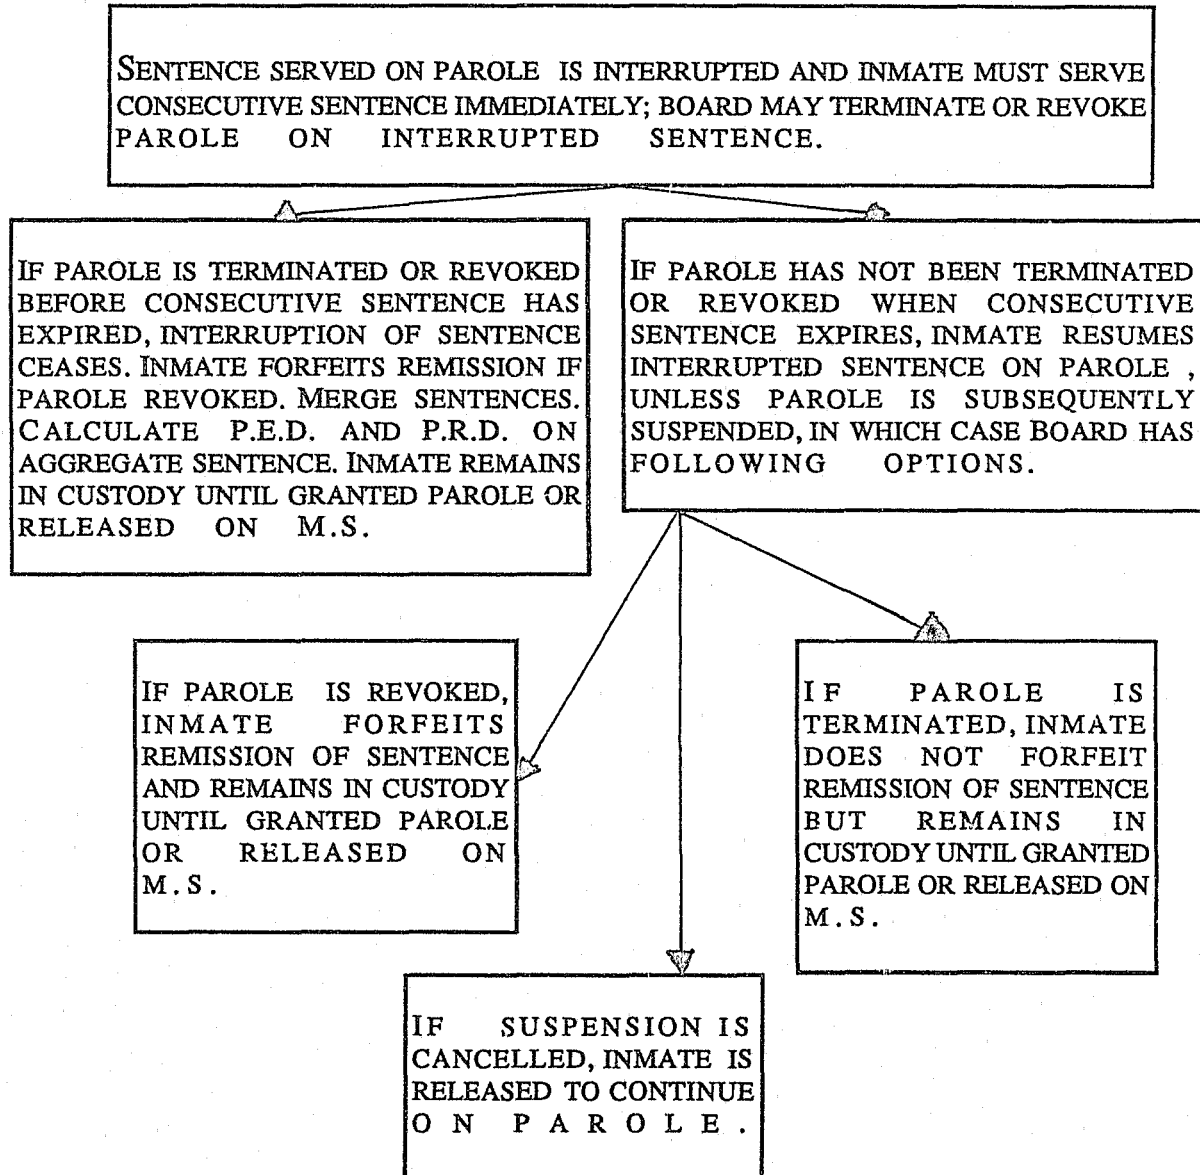 SENTENCE SERVED ON PAROLE IS INTERRUPTED AND INMATE MUST SERVE
CONSECUTIVE SENTENCE IMMEDIATELY; BOARD MAY TERMINATE OR REVOKE
PAROLE ON INTERRUPTED SENTENCE.
IF PAROLE IS TERMINATED OR REVOKED
BEFORE CONSECUTIVE SENTENCE HAS
EXPIRED, INTERRUPTION OF SENTENCE
CEASES. INMATE FORFEITS REMISSION IF
PAROLE REVOKED. MERGE SENTENCES.
CALCULATE P.E.D. AND P.R.D. ON
AGGREGATE SENTENCE. INMATE REMAINS
IN CUSTODY UNTIL GRANTED PAROLE OR
RELEASED ON M.S.
IF PAROLE HAS NOT BEEN TERMINATED
OR REVOKED WHEN CONSECUTIVE
SENTENCE EXPIRES, INMATE RESUMES
INTERRUPTED SENTENCE ON PAROLE ,
UNLESS PAROLE IS SUBSEQUENTLY
SUSPENDED, IN WHICH CASE BOARD HAS
FOLLOWING OPTIONS.
IF PAROLE IS REVOKED,
INMATE FORFEITS
REMISSION OF SENTENCE
AND REMAINS IN CUSTODY
UNTIL GRANTED PAROLE
OR RELEASED ON
M.S.
IF PAROLE IS
TERMINATED, INMATE
DOES NOT FORFEIT
REMISSION OF SENTENCE
BUT REMAINS IN
CUSTODY UNTIL GRANTED
PAROLE OR RELEASED ON
M.S.
IF SUSPENSION IS
CANCELLED, INMATE IS
RELEASED TO CONTINUE
ON PAROLE.